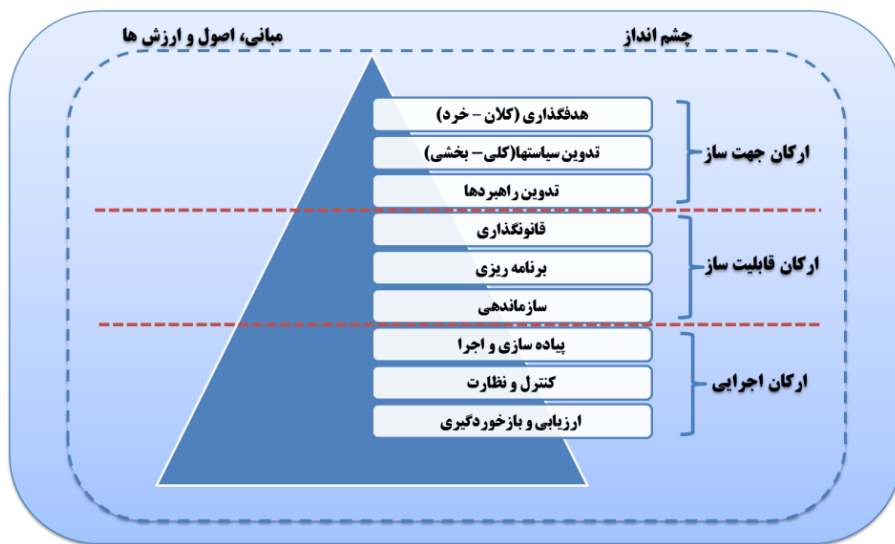 چشم انداز
مبانی، اصول و ارزش ها
ارکان جهت ساز
هدفگذاری (کلان - خرد)
تدوین سیاستها(کلی- بخشی)
تدوین راهبردها
ارکان قابلیت ساز
قانونگذاری
برنامه ریزی
سازماندهی
ارکان اجرایی
پیاده سازی و اجرا
کنترل و نظارت
ارزیابی و بازخوردگیری